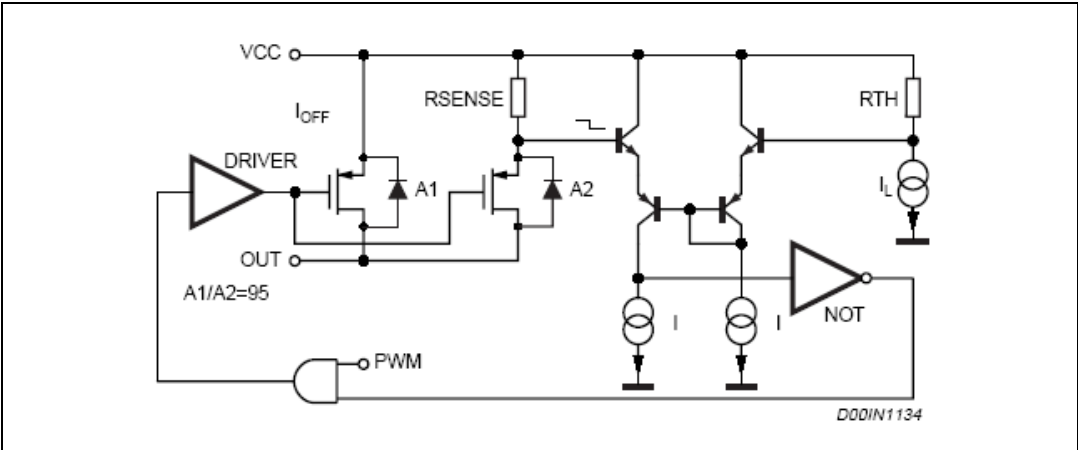 VCC
RSENSE
RTH
IOFF
DRIVER
A1
A2
IL
OUT
A1/A2=95
I
I
NOT
PWM
D00IN1134